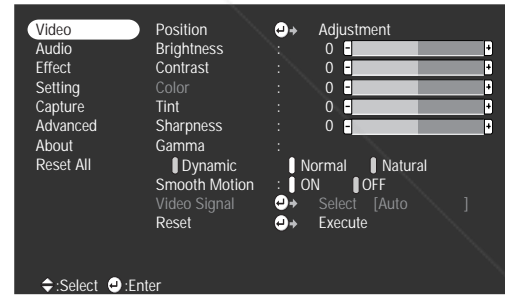 Video Position Adjustment
Audio Brightness : 0 - +
Effect Contrast : 0 - +
Setting Color : 0 - +
Capture Tint : 0 - +
Advanced Sharpness : 0 - +
About Gamma :
Reset All Dynamic Normal Natural
Smooth Motion : ON OFF
Video Signal Select [Auto ]
Reset Execute
:Select :Enter